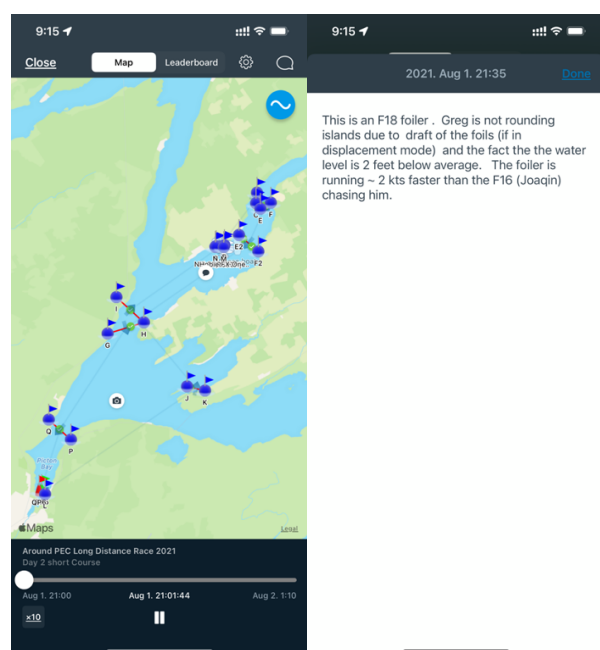 9:15
Close
Map
Leaderboard
E
F
E2
F2
I
H
G
J
K
Q
P
Picton
Bay
L
Maps
Legal
Around PEC Long Distance Race 2021
Day 2 short Course
Aug 1. 21:00
Aug 1. 21:01:44
Aug 2. 1:10
×10
9:15
2021. Aug 1. 21:35
Done
This is an F18 foiler . Greg is not rounding
islands due to draft of the foils (if in
displacement mode) and the fact the the water
level is 2 feet below average. The foiler is
running ~ 2 kts faster than the F16 (Joaqin)
chasing him.